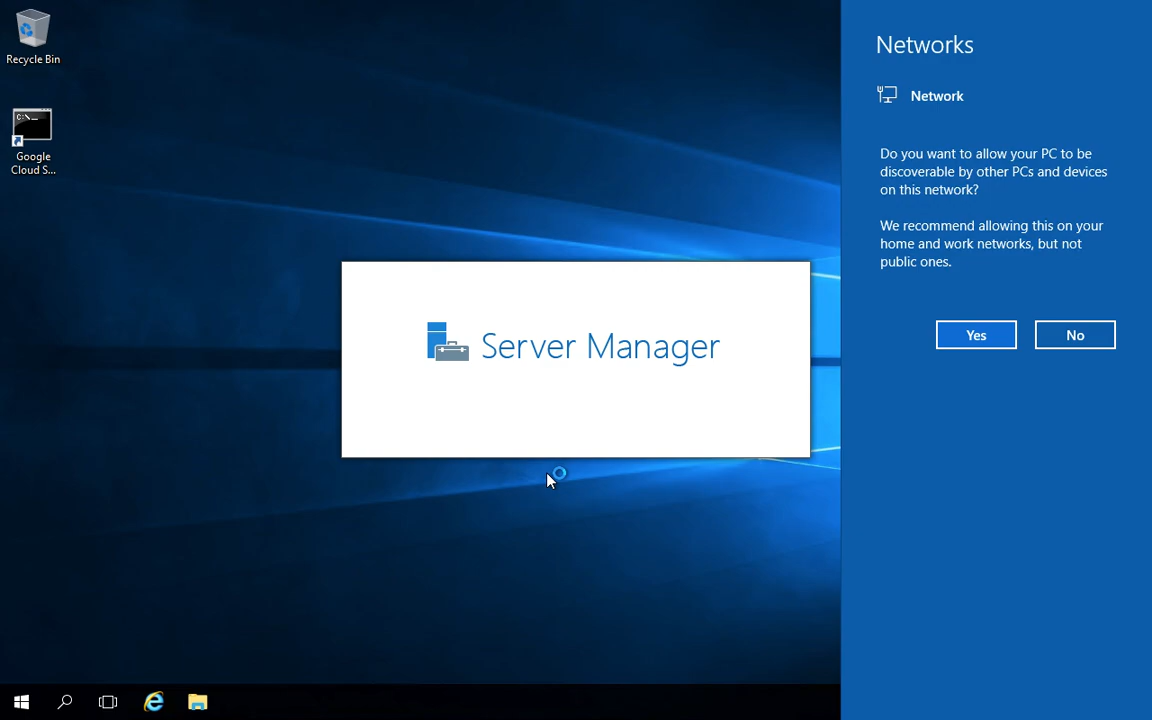 Recycle Bin
C:\_
Google
Cloud S...
Server Manager
Networks
Network
Do you want to allow your PC to be
discoverable by other PCs and devices
on this network?
We recommend allowing this on your
home and work networks, but not
public ones.
Yes
No